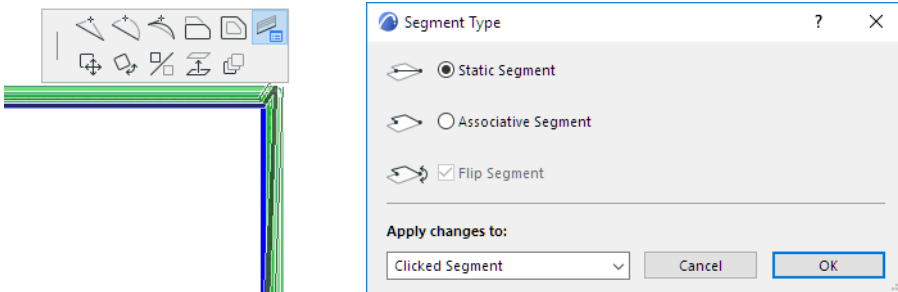 Segment Type
?
Static Segment
Associative Segment
Flip Segment
Apply changes to:
Clicked Segment
Cancel
OK